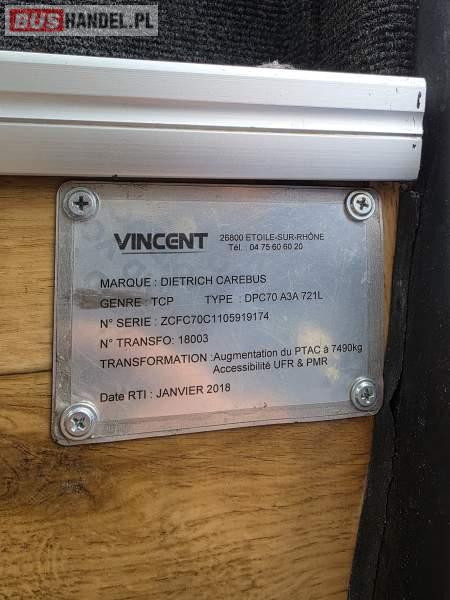 BUSHANDEL.PL
VINCENT
26800 ETOILE-SUR-RHÔNE
Tél. : 04 75 60 60 20
MARQUE : DIETRICH CAREBUS
GENRE : TCP TYPE : DPC70 A3A 721L
N° SERIE : ZCFC70C1105919174
N° TRANSFO: 18003
TRANSFORMATION : Augmentation du PTAC à 7490kg
Accessibilité UFR & PMR
Date RTI : JANVIER 2018